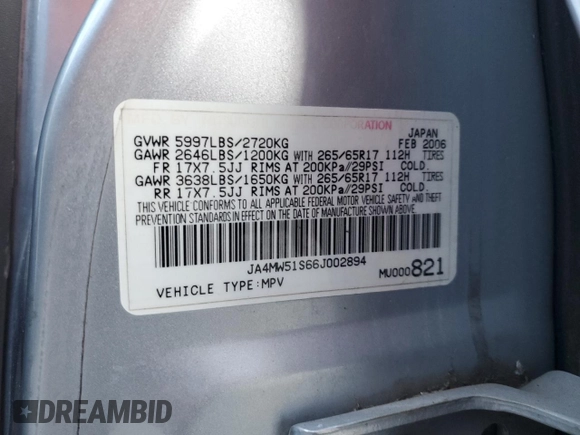 ORATION JAPAN
GVWR 5997LBS/2720KG FEB 2006
GAWR 2646LBS/1200KG WITH 265/65R17 112H TIRES
FR 17X7.5JJ RIMS AT 200KPa//29PSI COLD.
GAWR 3638LBS/1650KG WITH 265/65R17 112H TIRES
RR 17X7.5JJ RIMS AT 200KPa//29PSI COLD.
THIS VEHICLE CONFORMS TO ALL APPLICABLE FEDERAL MOTOR VEHICLE SAFETY AND THEFT
PREVENTION STANDARDS IN EFFECT ON THE DATE OF MANUFACTURE SHOWN ABOVE.
JA4MW51S66J002894
MU000821
VEHICLE TYPE:MPV
DREAMBID